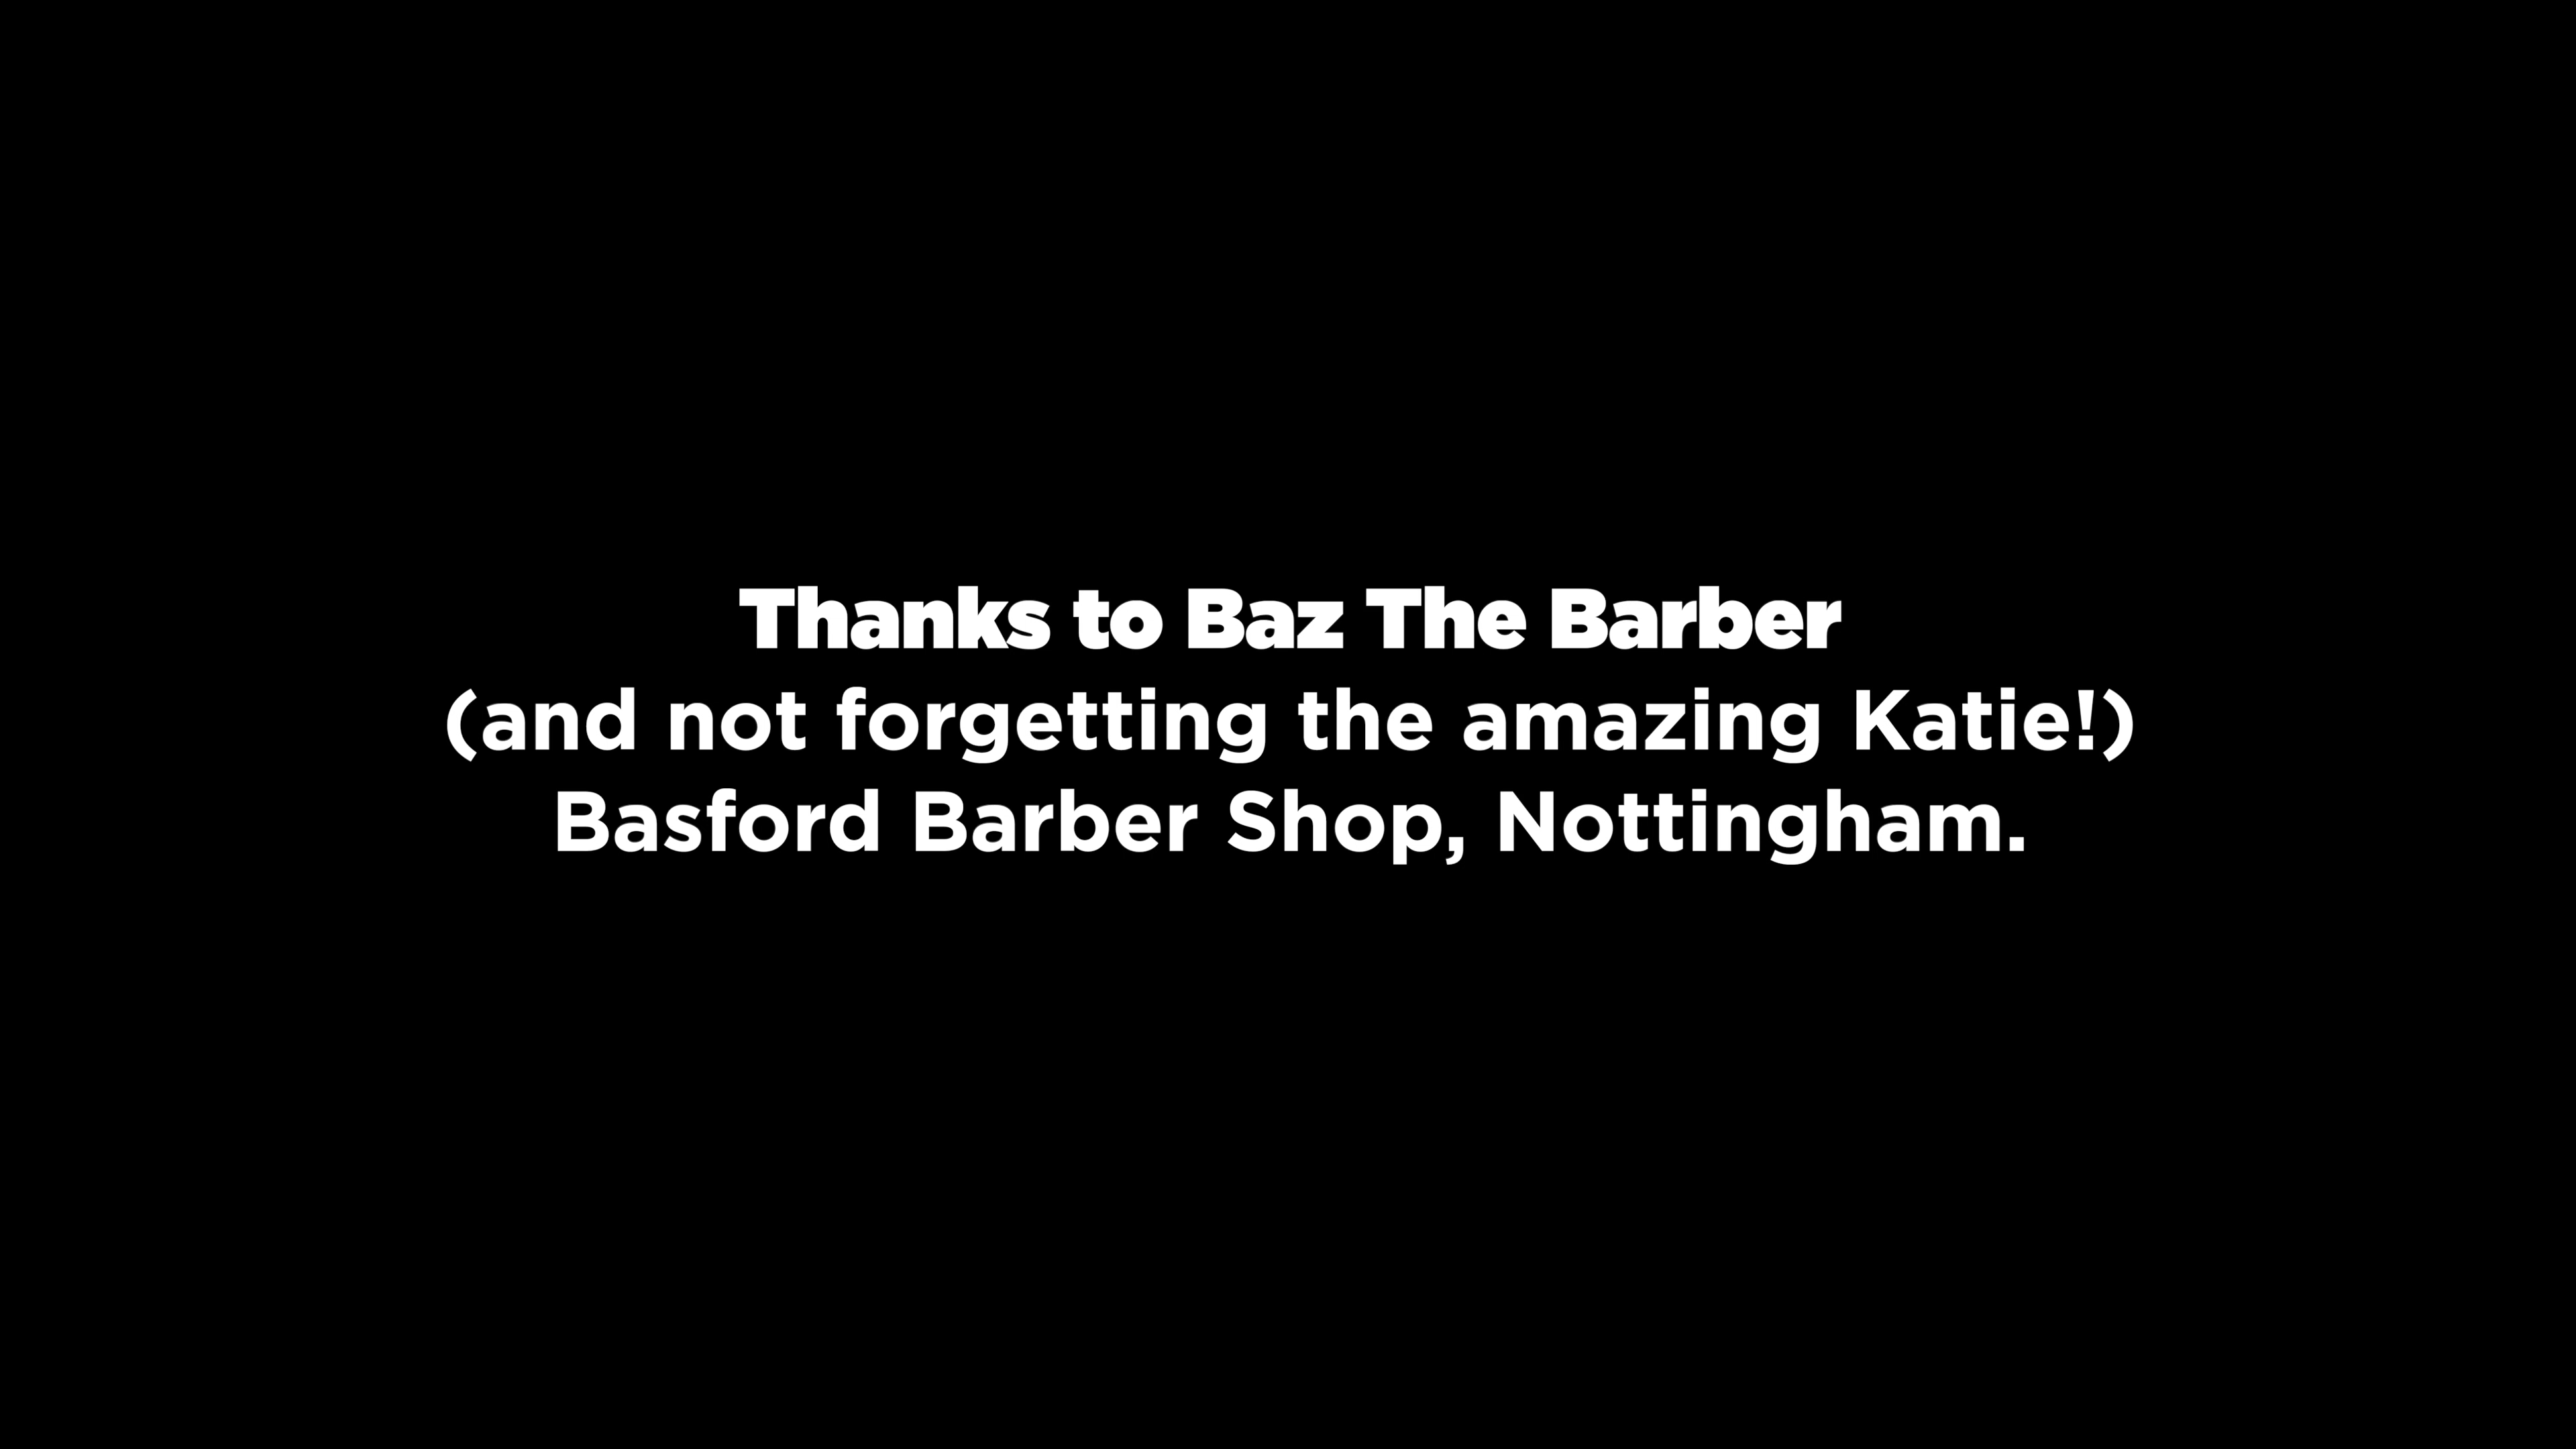 Thanks to Baz The Barber
(and not forgetting the amazing Katie!)
Basford Barber Shop, Nottingham.